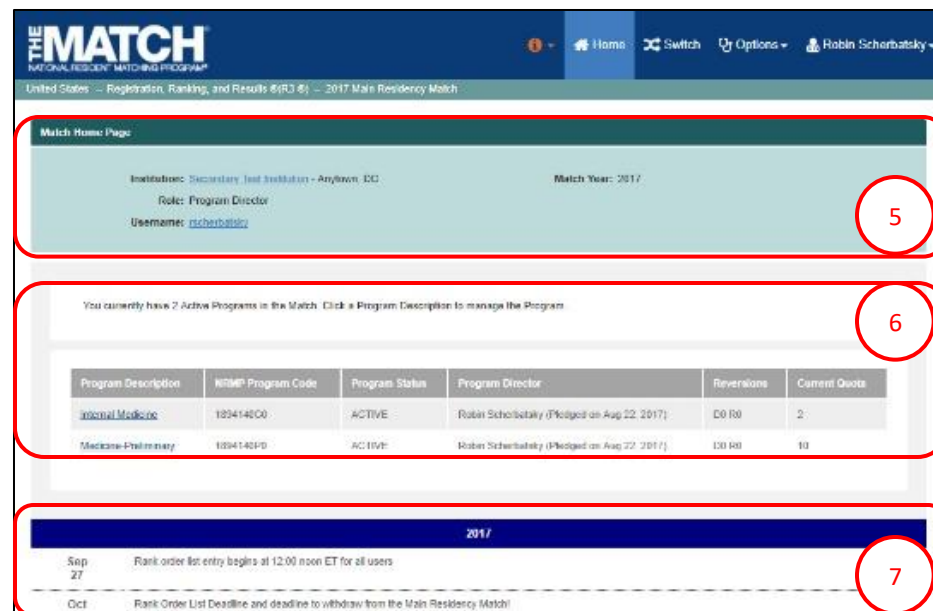 THE MATCH
NATIONAL RESIDENT MATCHING PROGRAM®
Home Switch Options Robin Scherbatsky
United States → Registration, Ranking, and Results ®(R3 ®) → 2017 Main Residency Match
Match Home Page
Institution: Secondary Test Institution - Anytown, DC Match Year: 2017
Role: Program Director
Username: rscherbatsky
5
You currently have 2 Active Programs in the Match. Click a Program Description to manage the Program.
6
Program Description NRMP Program Code Program Status Program Director Reversions Current Quota
Internal Medicine 1894140C0 ACTIVE Robin Scherbatsky (Pledged on Aug 22, 2017) D0 R0 2
Medicine-Preliminary 1894140P0 ACTIVE Robin Scherbatsky (Pledged on Aug 22, 2017) D0 R0 10
2017
Sep Rank order list entry begins at 12:00 noon ET for all users
27
7
Oct Rank Order List Deadline and deadline to withdraw from the Main Residency Match!